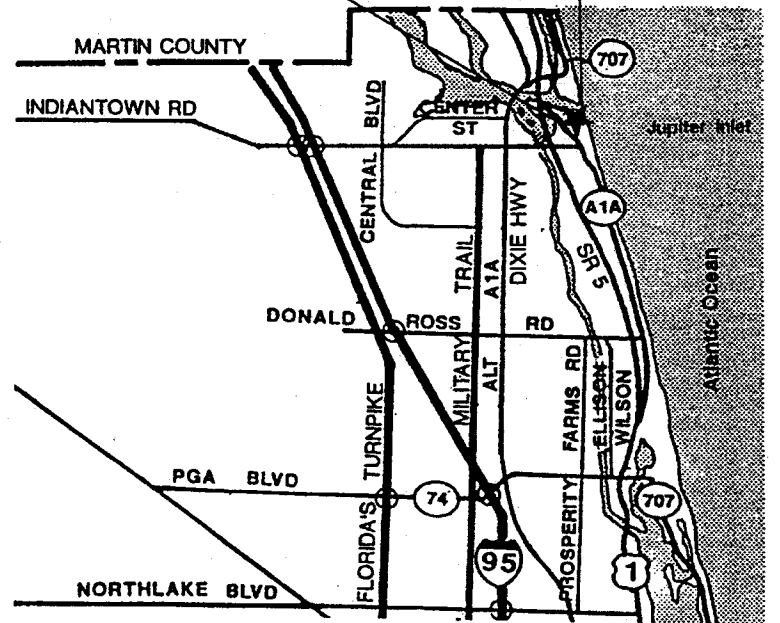 MARTIN COUNTY
707
INDIANTOWN RD
CENTRAL BLVD
CENTER
ST
Jupiter Inlet
A1A
MILITARY TRAIL
ALT A1A
DIXIE HWY
SR 5
Atlantic Ocean
DONALD ROSS RD
PROSPERITY FARMS RD
ELLISON
WILSON
FLORIDA'S TURNPIKE
PGA BLVD
74
707
95
1
NORTHLAKE BLVD